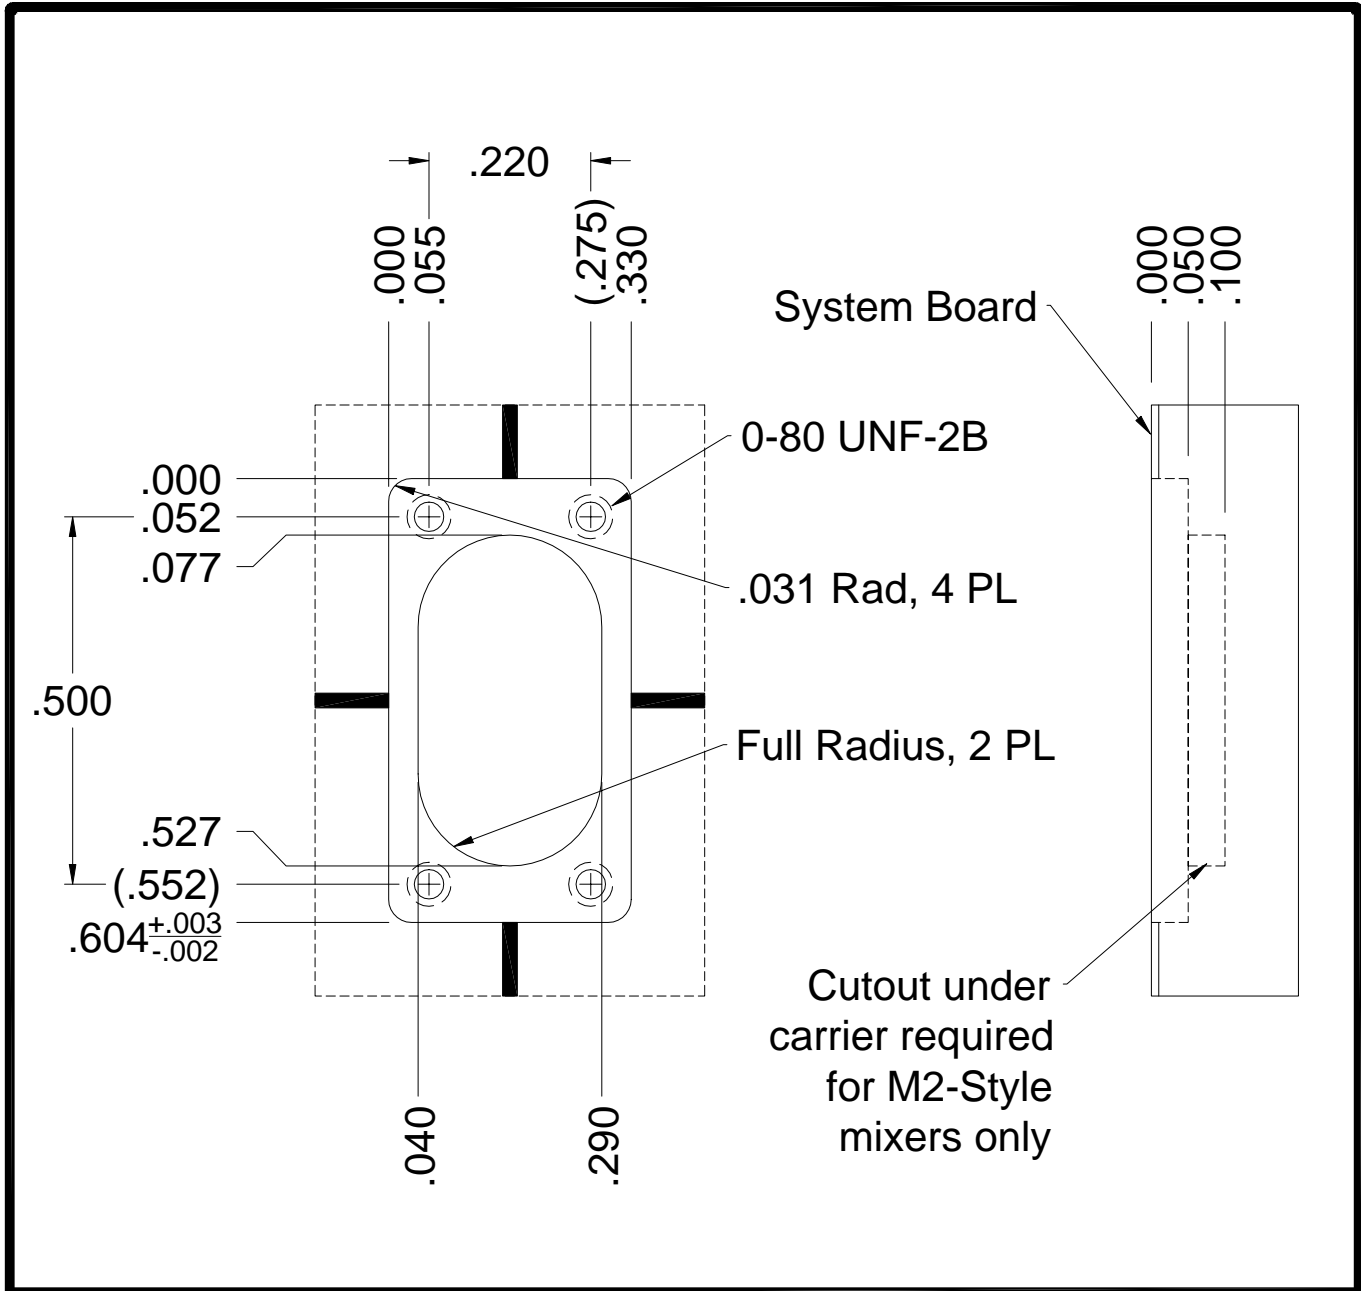 .220
.000
.055
(.275)
.330
.000
.050
.100
System Board
0-80 UNF-2B
.000
.052
.077
.031 Rad, 4 PL
.500
Full Radius, 2 PL
.527
(.552)
.604 +.003
-.002
Cutout under
carrier required
for M2-Style
mixers only
.040
.290